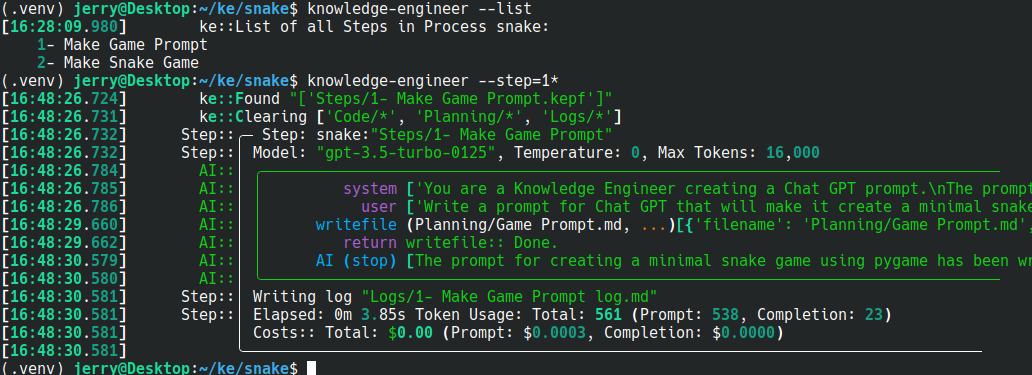 (.venv) jerry@Desktop:~/ke/snake$ knowledge-engineer --list
[16:28:09.980] ke::List of all Steps in Process snake:
1- Make Game Prompt
2- Make Snake Game
(.venv) jerry@Desktop:~/ke/snake$ knowledge-engineer --step=1*
[16:48:26.724] ke::Found "['Steps/1- Make Game Prompt.kepf']"
[16:48:26.731] ke::Clearing ['Code/*', 'Planning/*', 'Logs/*']
[16:48:26.732] Step:: Step: snake:"Steps/1- Make Game Prompt"
[16:48:26.732] Step:: Model: "gpt-3.5-turbo-0125", Temperature: 0, Max Tokens: 16,000
[16:48:26.784] AI::
[16:48:26.785] AI:: system ['You are a Knowledge Engineer creating a Chat GPT prompt.\nThe prompt
[16:48:26.786] AI:: user ['Write a prompt for Chat GPT that will make it create a minimal snake
[16:48:29.660] AI:: writefile (Planning/Game Prompt.md, ...)[{'filename': 'Planning/Game Prompt.md',
[16:48:29.662] AI:: return writefile:: Done.
[16:48:30.579] AI:: AI (stop) [The prompt for creating a minimal snake game using pygame has been wr
[16:48:30.580] AI::
[16:48:30.581] Step:: Writing log "Logs/1- Make Game Prompt log.md"
[16:48:30.581] Step:: Elapsed: 0m 3.85s Token Usage: Total: 561 (Prompt: 538, Completion: 23)
[16:48:30.581] Costs:: Total: $0.00 (Prompt: $0.0003, Completion: $0.0000)
[16:48:30.581]
(.venv) jerry@Desktop:~/ke/snake$